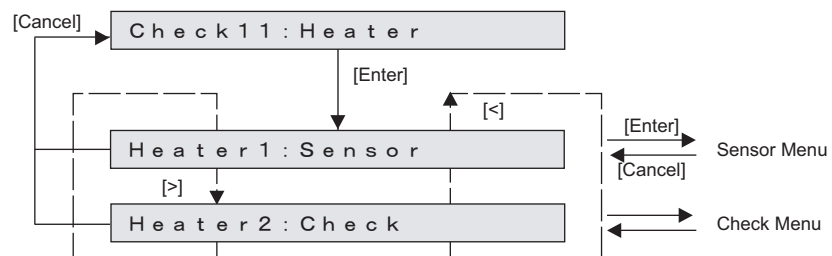 [Cancel]
Check11:Heater
[Enter]
[<]
Heater1:Sensor
[Enter]
[Cancel]
Sensor Menu
[>]
Heater2:Check
Check Menu